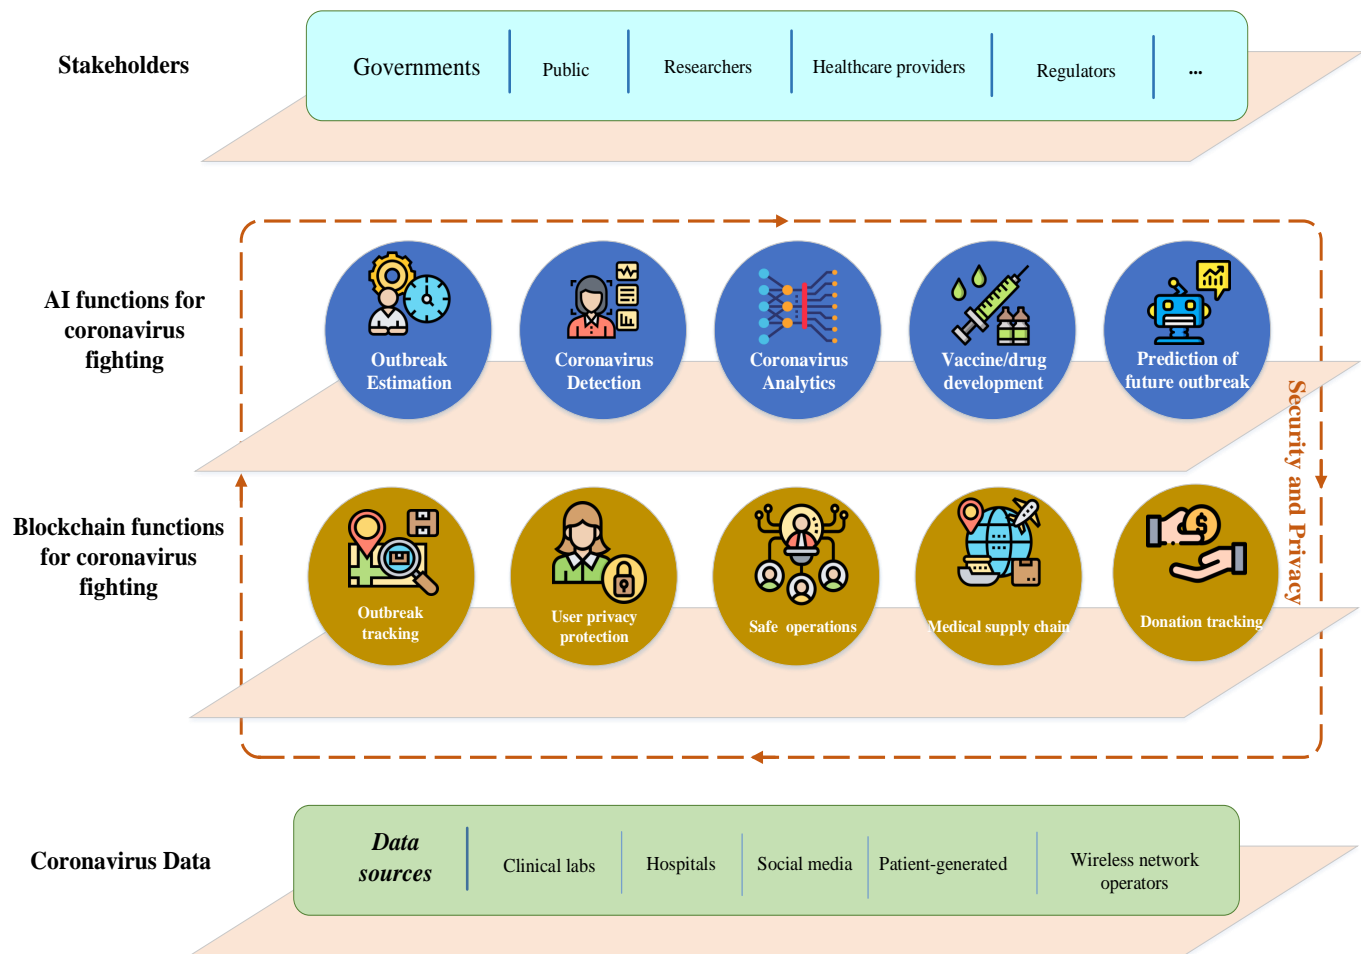 Stakeholders
Governments
Public
Researchers
Healthcare providers
Regulators
...
AI functions for
coronavirus
fighting
Outbreak
Estimation
Coronavirus
Detection
Coronavirus
Analytics
Vaccine/drug
development
Prediction of
future outbreak
Security and Privacy
Blockchain functions
for coronavirus
fighting
Outbreak
tracking
User privacy
protection
Safe operations
Medical supply chain
Donation tracking
Coronavirus Data
Data
sources
Clinical labs
Hospitals
Social media
Patient-generated
Wireless network
operators